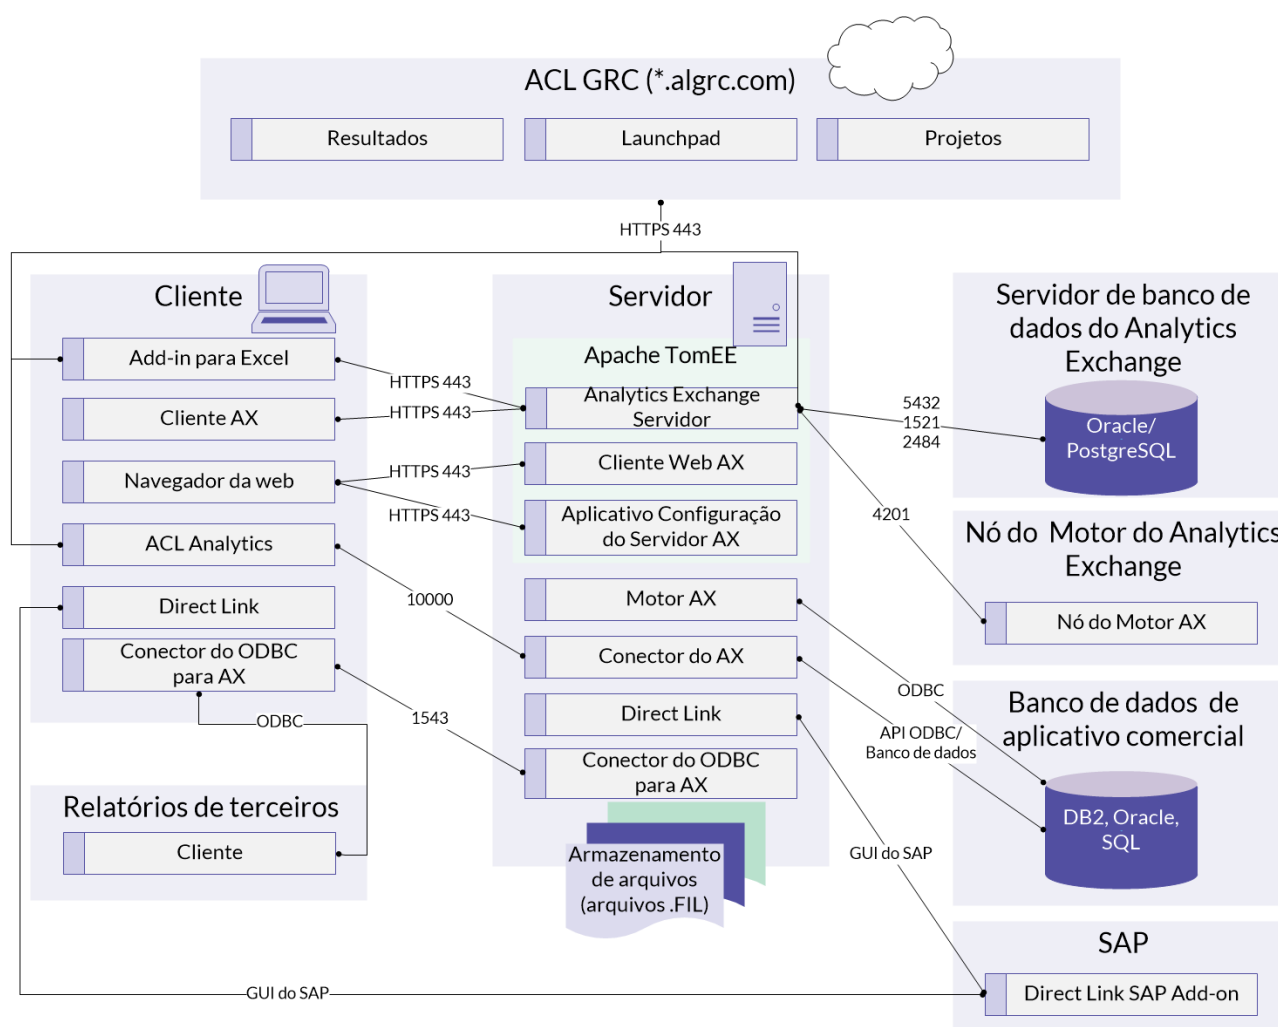 ACL GRC (*.algrc.com)
Resultados
Launchpad
Projetos
HTTPS 443
Cliente
Add-in para Excel
Cliente AX
Navegador da web
ACL Analytics
Direct Link
Conector do ODBC
para AX
HTTPS 443
HTTPS 443
HTTPS 443
HTTPS 443
10000
1543
ODBC
Relatórios de terceiros
Cliente
GUI do SAP
Servidor
Apache TomEE
Analytics Exchange
Servidor
Cliente Web AX
Aplicativo Configuração
do Servidor AX
Motor AX
Conector do AX
Direct Link
Conector do ODBC
para AX
Armazenamento
de arquivos
(arquivos .FIL)
5432
1521
2484
4201
ODBC
API ODBC/
Banco de dados
GUI do SAP
Servidor de banco de
dados do Analytics
Exchange
Oracle/
PostgreSQL
Nó do Motor do Analytics
Exchange
Nó do Motor AX
Banco de dados de
aplicativo comercial
DB2, Oracle,
SQL
SAP
Direct Link SAP Add-on